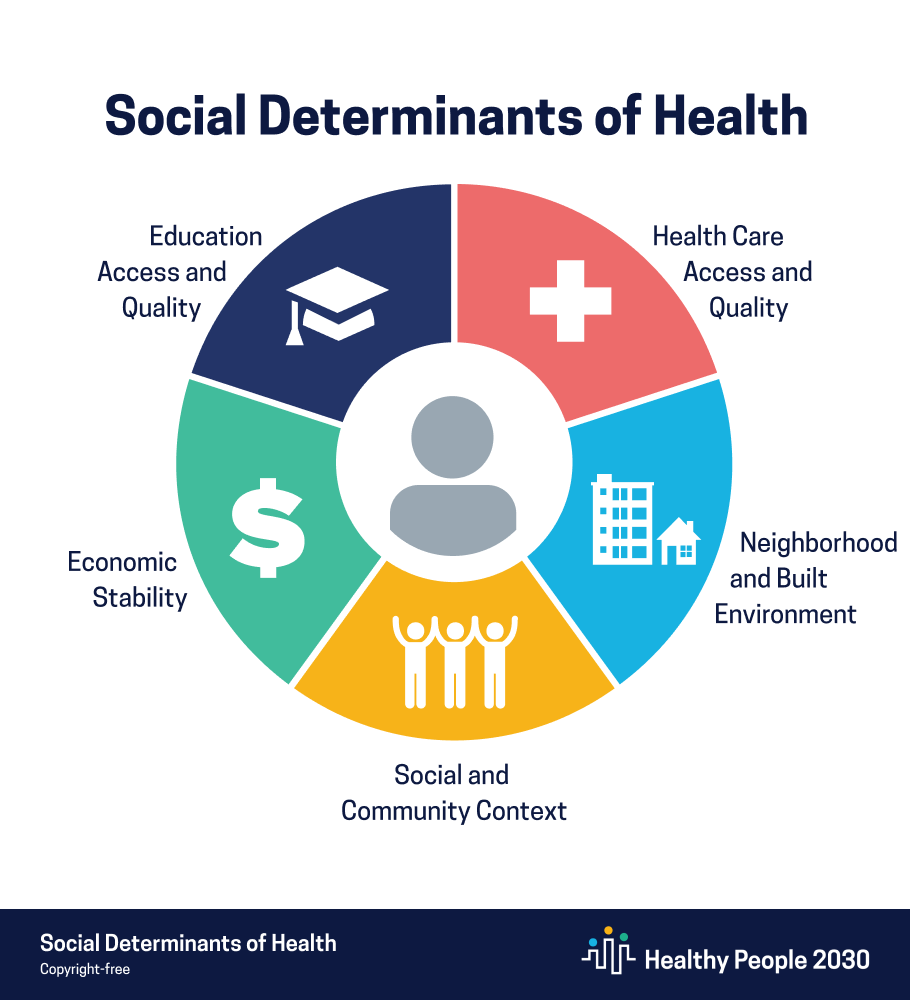 Social Determinants of Health
Education
Access and
Quality
Health Care
Access and
Quality
Economic
Stability
Neighborhood
and Built
Environment
Social and
Community Context
Social Determinants of Health
Copyright-free
Healthy People 2030